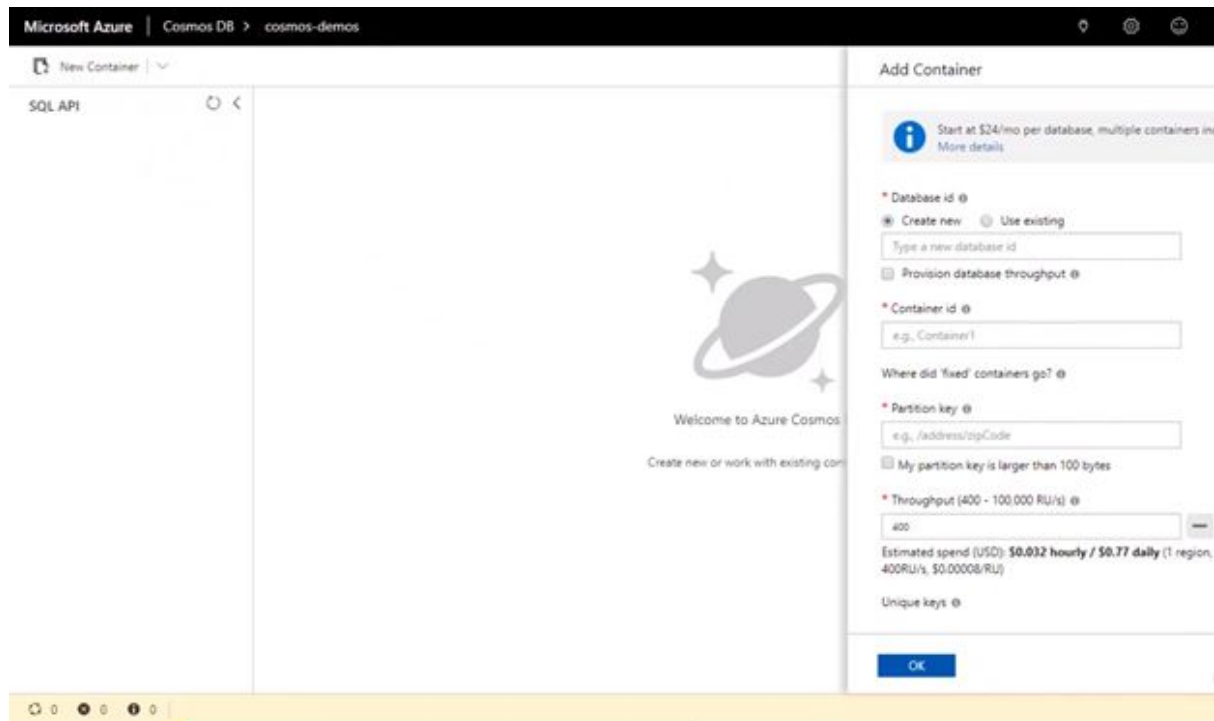 Microsoft Azure | Cosmos DB > cosmos-demos
New Container
Add Container
SQL API
Start at $24/mo per database, multiple containers
More details
* Database id
Create new Use existing
Type a new database id
Provision database throughput
* Container id
e.g., Container1
Where did 'fixed' containers go?
* Partition key
Welcome to Azure Cosmos
e.g., /address/zipCode
Create new or work with existing
My partition key is larger than 100 bytes
* Throughput (400 - 100,000 RU/s)
400
Estimated spend (USD): $0.032 hourly / $0.77 daily (1 region,
400RU/s, $0.00008/RU)
Unique keys
OK
0 0 0